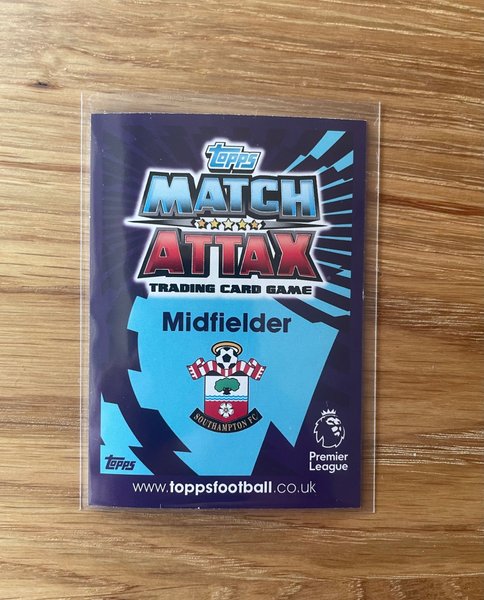 topps
MATCH
ATTAX
TRADING CARD GAME
Midfielder
SOUTHAMPTON FC
topps
Premier
League
www.toppsfootball.co.uk